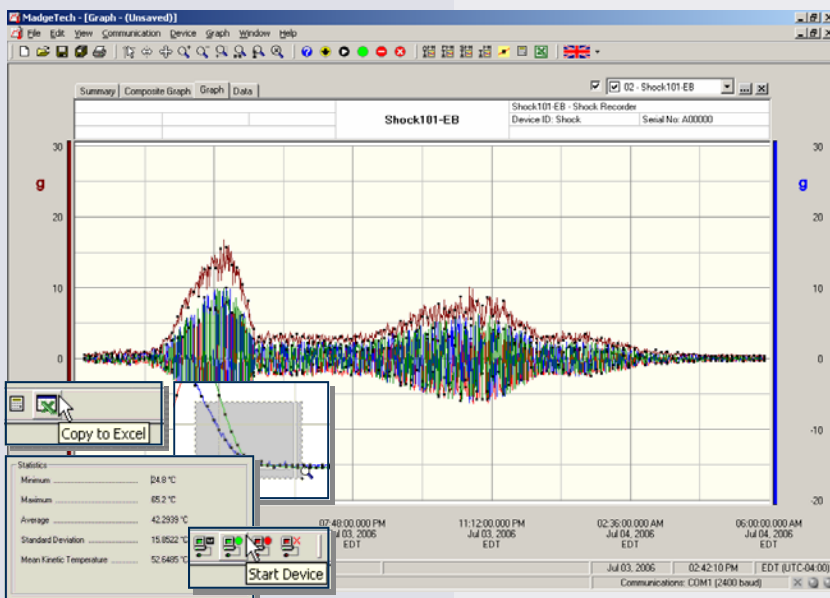 MadgeTech - [Graph - (Unsaved)]
File Edit View Communication Device Graph Window Help
Summary Composite Graph Graph Data
02 - Shock101-EB
Shock101-EB
Shock101-EB - Shock Recorder
Device ID: Shock Serial No: A00000
30 30
g g
20 20
10 10
0 0
-10
-20
Copy to Excel
Statistics
Minimum 24.8 °C
Maximum 65.2 °C
Average 42.2939 °C
Standard Deviation 15.8522 °C
Mean Kinetic Temperature 52.6485 °C
Start Device
07:48:00.000 PM 11:12:00.000 PM 02:36:00.000 AM 06:00:00.000 AM
Jul 03, 2006 Jul 03, 2006 Jul 04, 2006 Jul 04, 2006
EDT EDT EDT EDT
Jul 03, 2006 02:42:10 PM EDT (UTC-04:00)
Communications: COM1 (2400 baud)